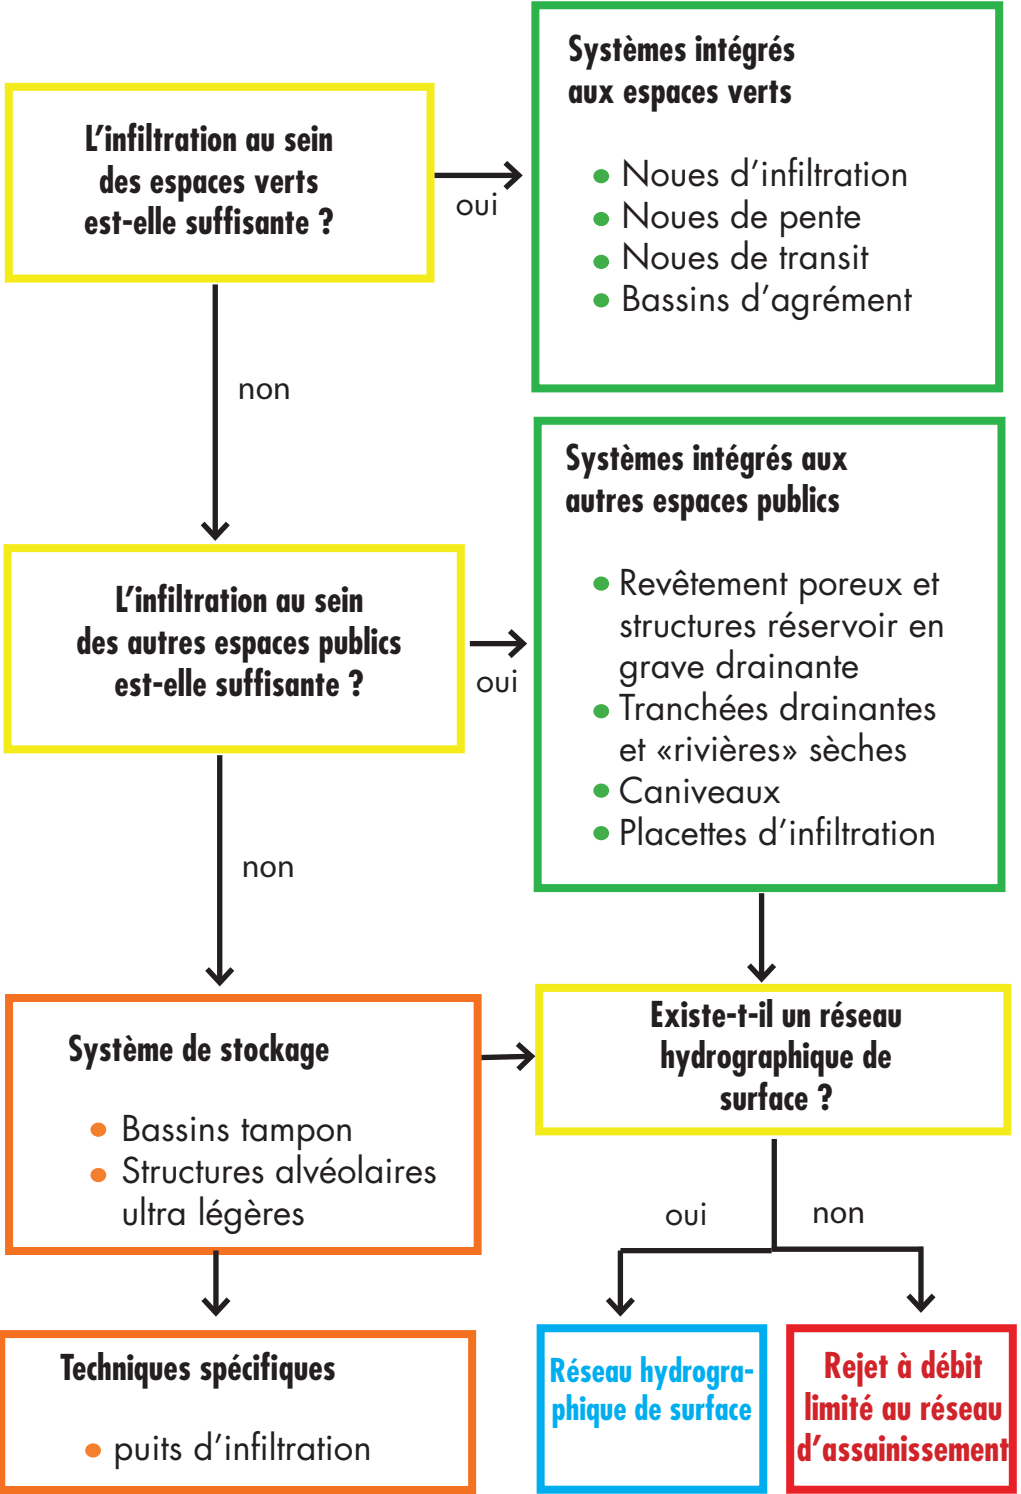 L'infiltration au sein
des espaces verts
est-elle suffisante ?
oui
Systèmes intégrés
aux espaces verts
Noues d'infiltration
Noues de pente
Noues de transit
Bassins d'agrément
non
L'infiltration au sein
des autres espaces publics
est-elle suffisante ?
oui
Systèmes intégrés aux
autres espaces publics
Revêtement poreux et
structures réservoir en
grave drainante
Tranchées drainantes
et «rivières» sèches
Caniveaux
Placettes d'infiltration
non
Système de stockage
Bassins tampon
Structures alvéolaires
ultra légères
Existe-t-il un réseau
hydrographique de
surface ?
oui
non
Techniques spécifiques
puits d'infiltration
Réseau hydrogra-
phique de surface
Rejet à débit
limité au réseau
d'assainissement